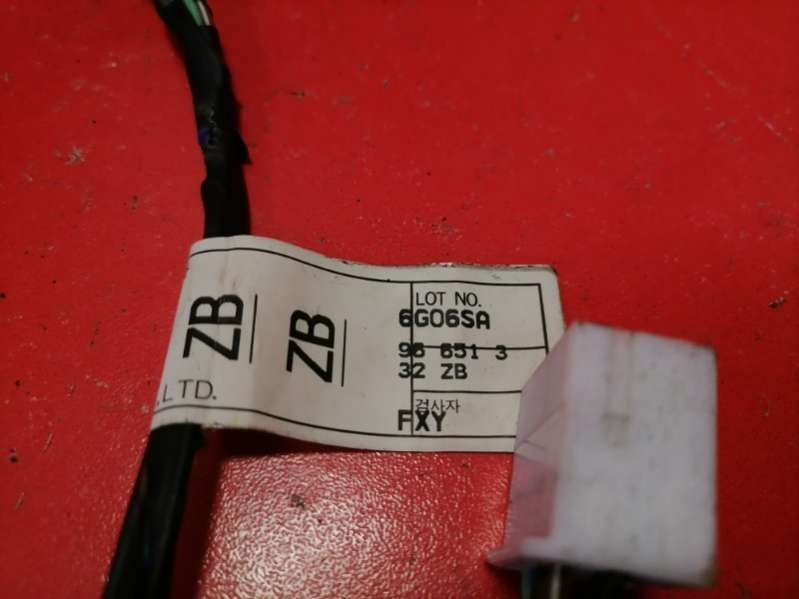 ZB
ZB
LOT NO.
6G06SA
96 651 3
32 ZB
검사자
FXY
.,LTD.